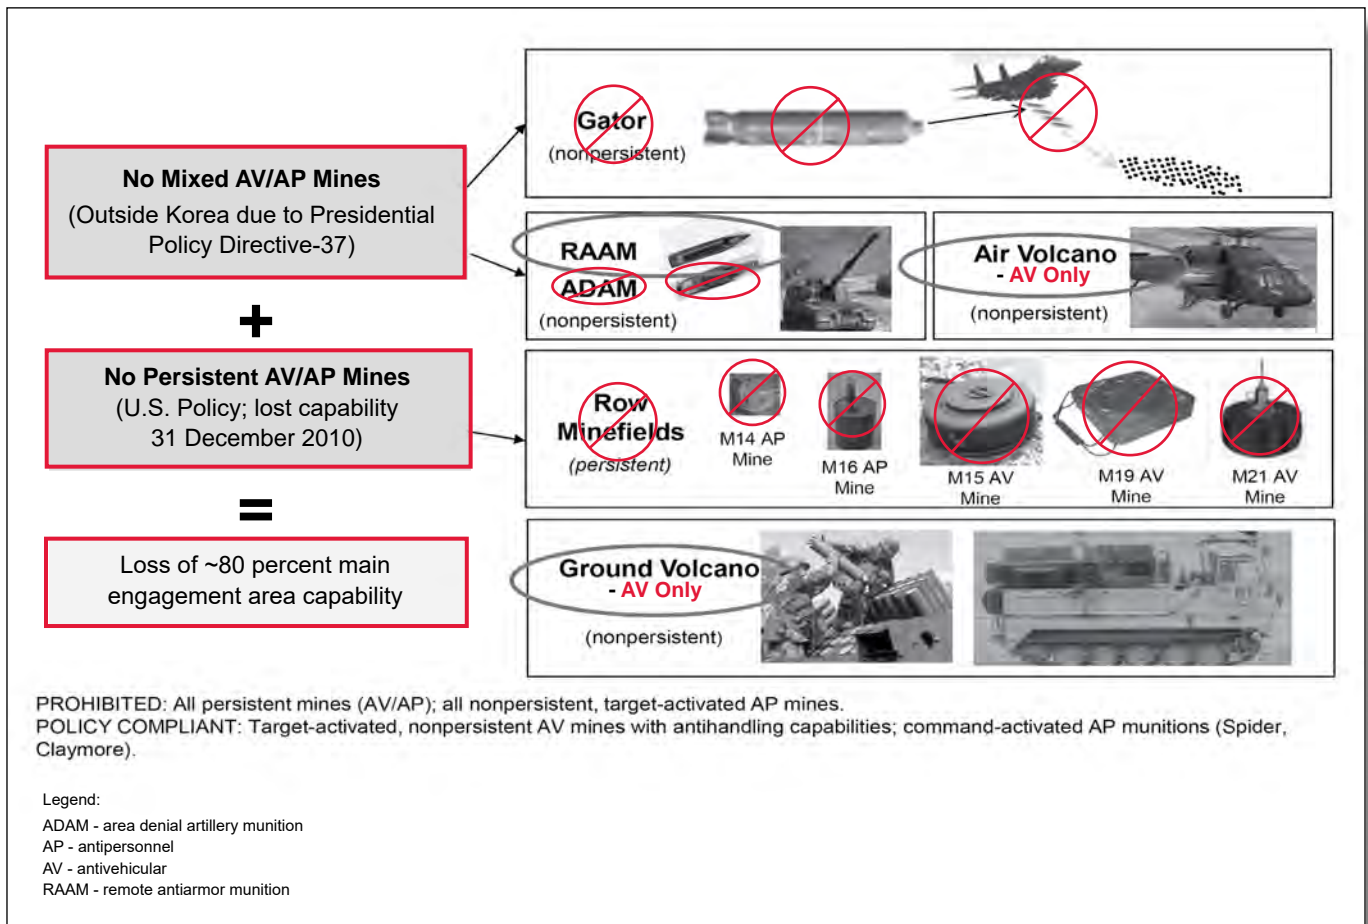 No Mixed AV/AP Mines
(Outside Korea due to Presidential
Policy Directive-37)
+
No Persistent AV/AP Mines
(U.S. Policy; lost capability
31 December 2010)
=
Loss of ~80 percent main
engagement area capability
Gator
(nonpersistent)
RAAM
ADAM
(nonpersistent)
Air Volcano
- AV Only
(nonpersistent)
Row
Minefields
(persistent)
M14 AP
Mine
M16 AP
Mine
M15 AV
Mine
M19 AV
Mine
M21 AV
Mine
Ground Volcano
- AV Only
(nonpersistent)
PROHIBITED: All persistent mines (AV/AP); all nonpersistent, target-activated AP mines.
POLICY COMPLIANT: Target-activated, nonpersistent AV mines with antihandling capabilities; command-activated AP munitions (Spider,
Claymore).
Legend:
ADAM - area denial artillery munition
AP - antipersonnel
AV - antivehicular
RAAM - remote antiarmor munition